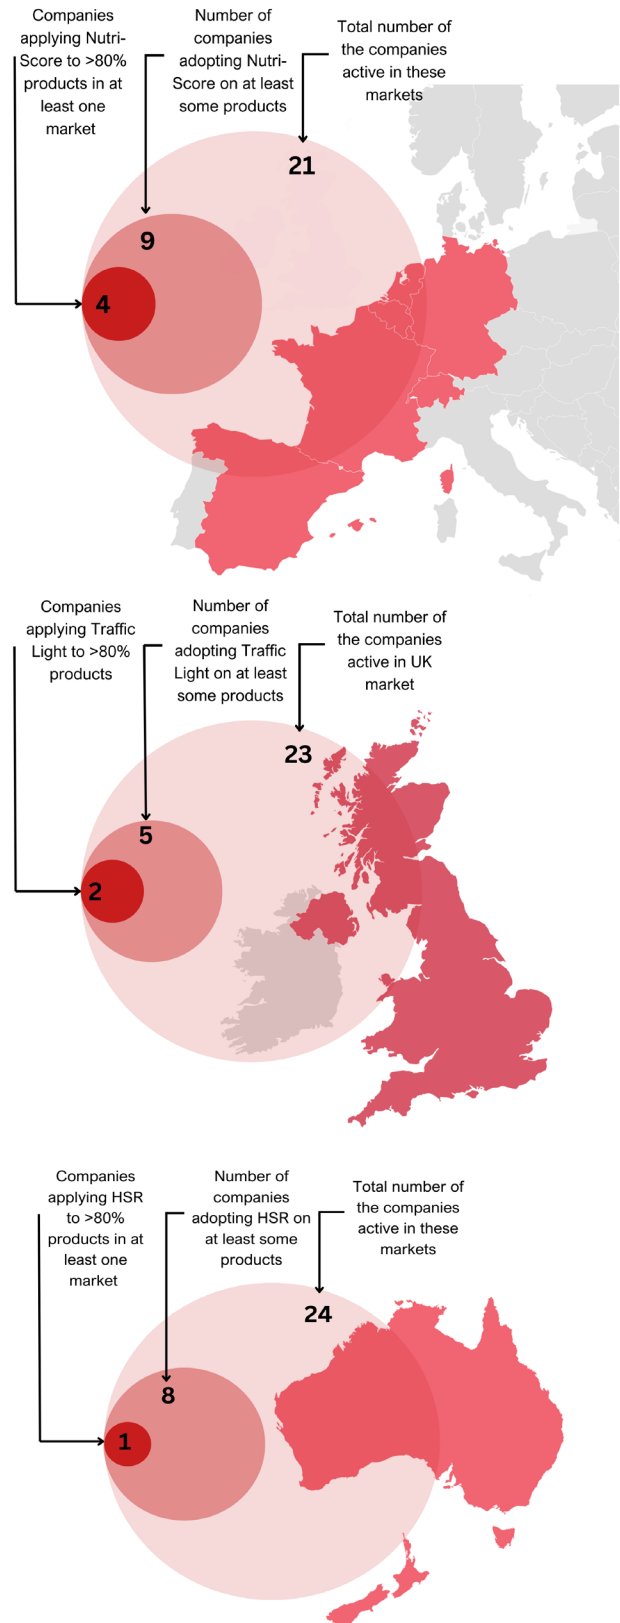 Companies
applying Nutri-
Score to >80%
products in at
least one
market
Number of
companies
adopting Nutri-
Score on at least
some products
Total number of
the companies
active in these
markets
21
9
4
Companies
applying Traffic
Light to >80%
products
Number of
companies
adopting Traffic
Light on at least
some products
Total number of
the companies
active in UK
market
23
5
2
Companies
applying HSR
to >80%
products in at
least one
market
Number of
companies
adopting HSR on
at least some
products
Total number of
the companies
active in these
markets
24
8
1